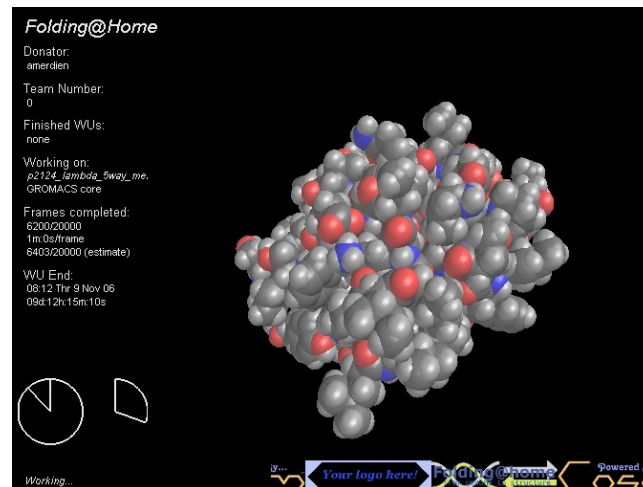 Folding@Home
Donator:
amerdien
Team Number:
0
Finished WUs:
none
Working on:
p2124_lambda_5way_me.
GROMACS core
Frames completed:
6200/20000
1m:0s/frame
6403/20000 (estimate)
WU End:
08:12 Thr 9 Nov 06
09d:12h:15m:10s
Working...
Your logo here!
Folding@home
structure
Powered